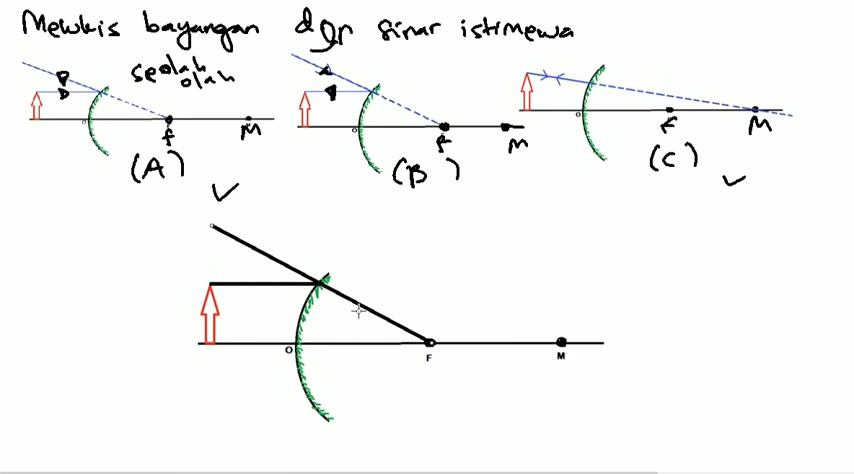 Melukis bayangan dgn sinar istimewa
seolah
olah
O
F
M
(A)
O
F
M
(B)
O
F
M
(C)
O
F
M